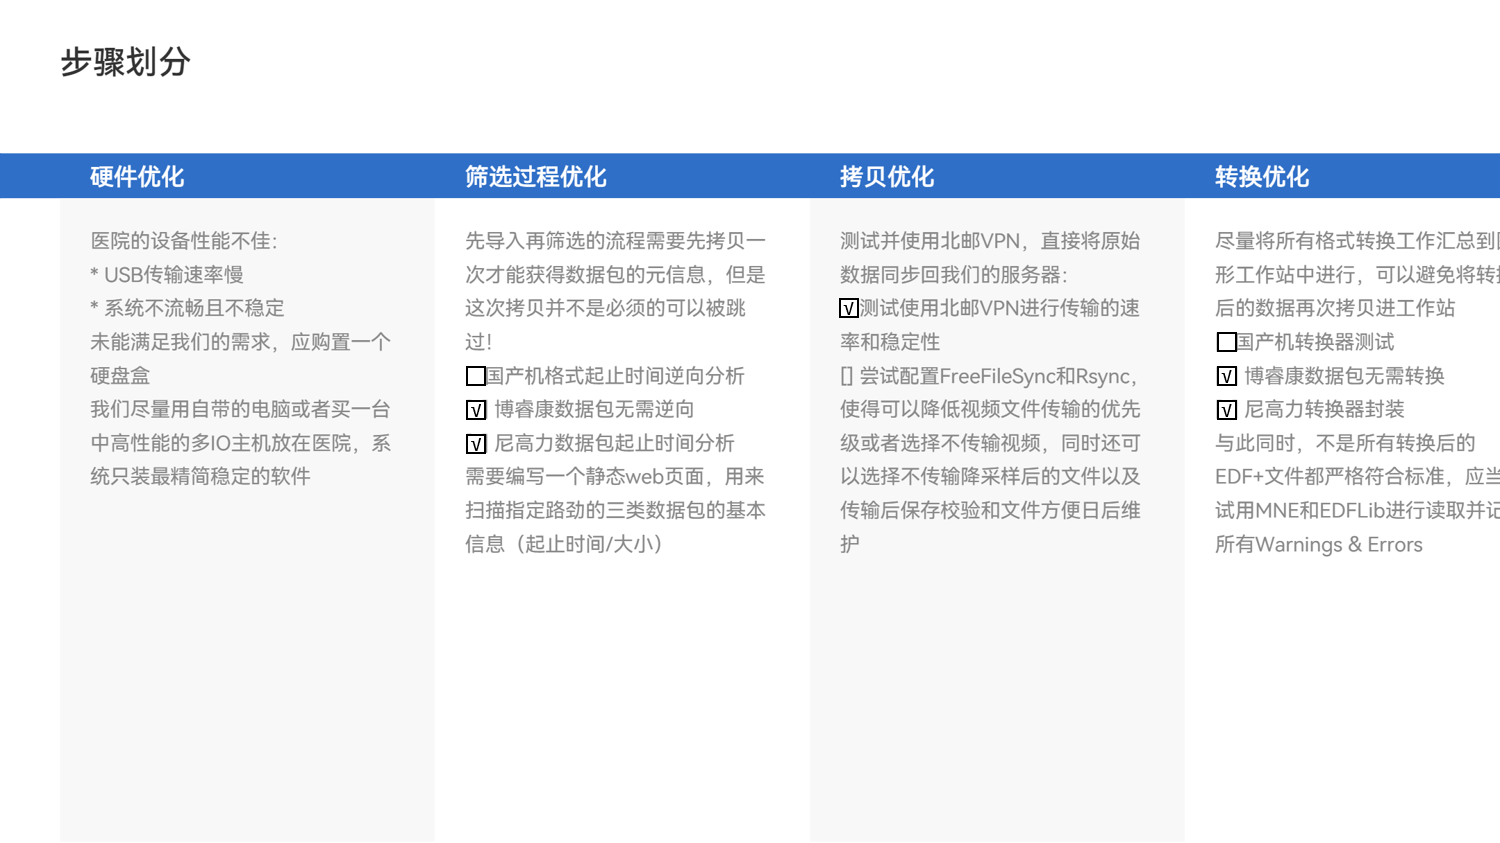 步骤划分
硬件优化
医院的设备性能不佳：
* USB传输速率慢
* 系统不流畅且不稳定
未能满足我们的需求，应购置一个
硬盘盒
我们尽量用自带的电脑或者买一台
中高性能的多IO主机放在医院，系
统只装最精简稳定的软件
筛选过程优化
先导入再筛选的流程需要先拷贝一
次才能获得数据包的元信息，但是
这次拷贝并不是必须的可以被跳
过！
☐国产机格式起止时间逆向分析
☑ 博睿康数据包无需逆向
☑ 尼高力数据包起止时间分析
需要编写一个静态web页面，用来
扫描指定路劲的三类数据包的基本
信息（起止时间/大小）
拷贝优化
测试并使用北邮VPN，直接将原始
数据同步回我们的服务器：
☑测试使用北邮VPN进行传输的速
率和稳定性
[] 尝试配置FreeFileSync和Rsync，
使得可以降低视频文件传输的优先
级或者选择不传输视频，同时还可
以选择不传输降采样后的文件以及
传输后保存校验和文件方便日后维
护
转换优化
尽量将所有格式转换工作汇总到
形工作站中进行，可以避免将转
后的数据再次拷贝进工作站
☐国产机转换器测试
☑ 博睿康数据包无需转换
☑ 尼高力转换器封装
与此同时，不是所有转换后的
EDF+文件都严格符合标准，应当
试用MNE和EDFLib进行读取并记
所有Warnings & Errors